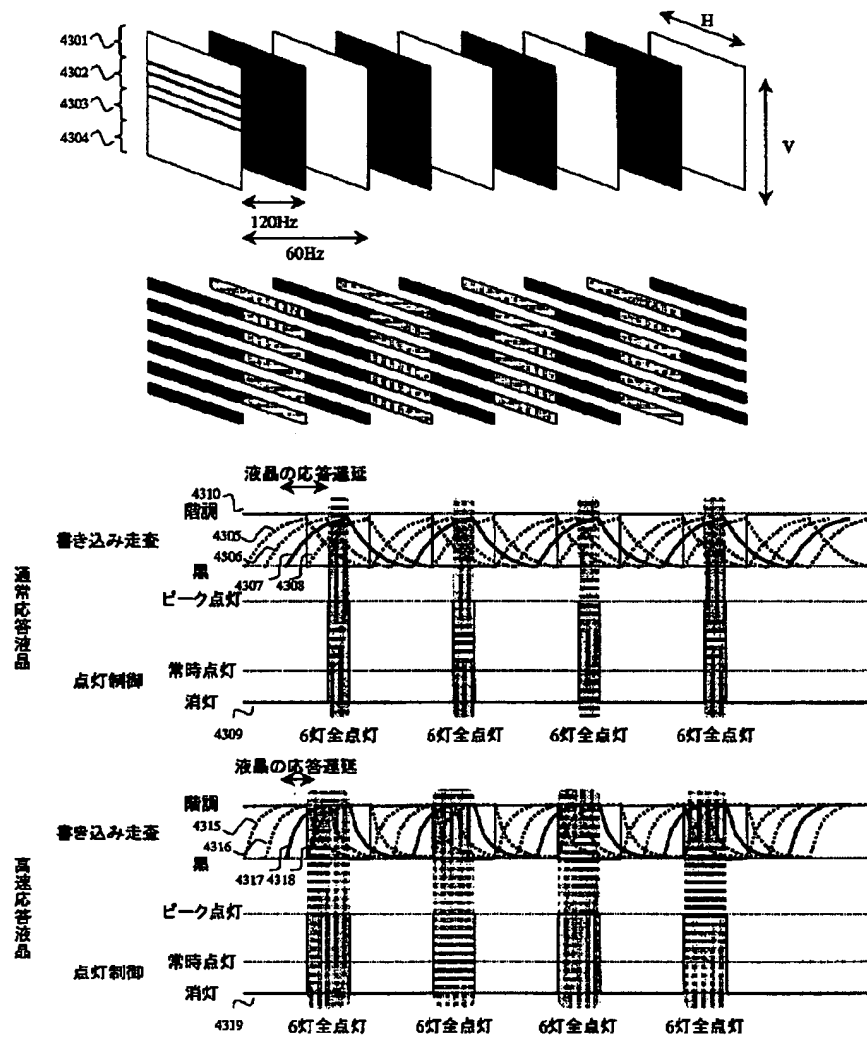 H
4301
4302
4303
4304
V
120Hz
60Hz
液晶の応答遅延
4310
階調
4305
書き込み走査
4306
4307
4308
黒
通常応答液晶
ピーク点灯
常時点灯
点灯制御
消灯
4309
6灯全点灯
6灯全点灯
6灯全点灯
6灯全点灯
液晶の応答遅延
階調
4315
書き込み走査
4316
黒
4317
4318
高速応答液晶
ピーク点灯
常時点灯
点灯制御
消灯
4319
6灯全点灯
6灯全点灯
6灯全点灯
6灯全点灯